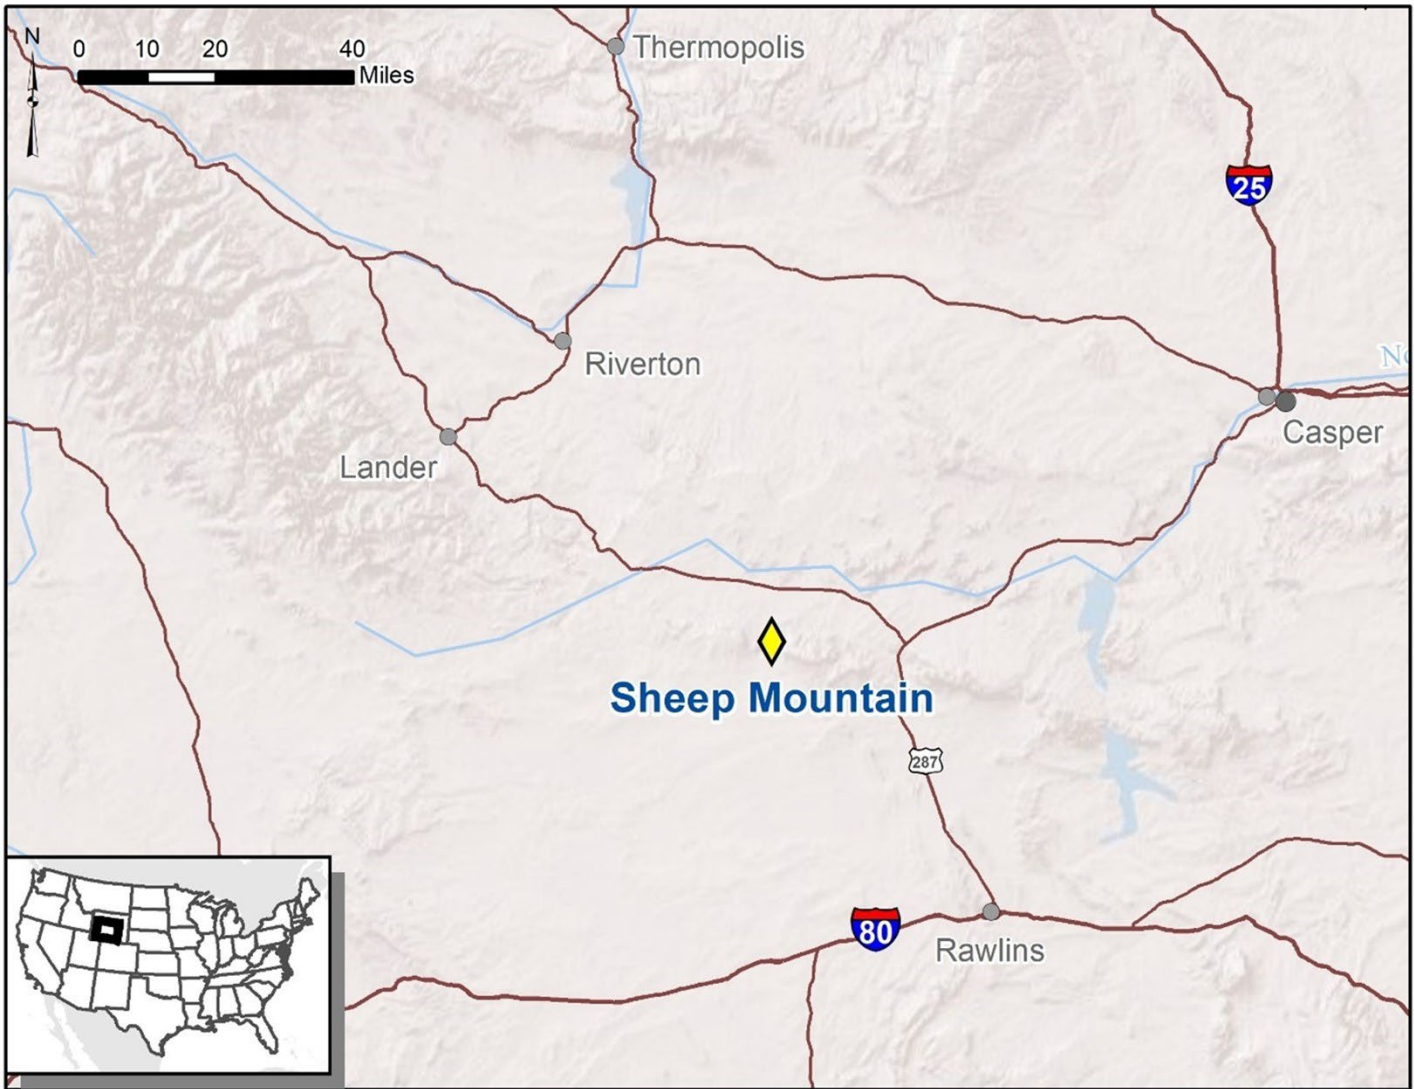 N
0 10 20 40
Miles
Thermopolis
25
Riverton
Casper
Lander
Sheep Mountain
287
80
Rawlins